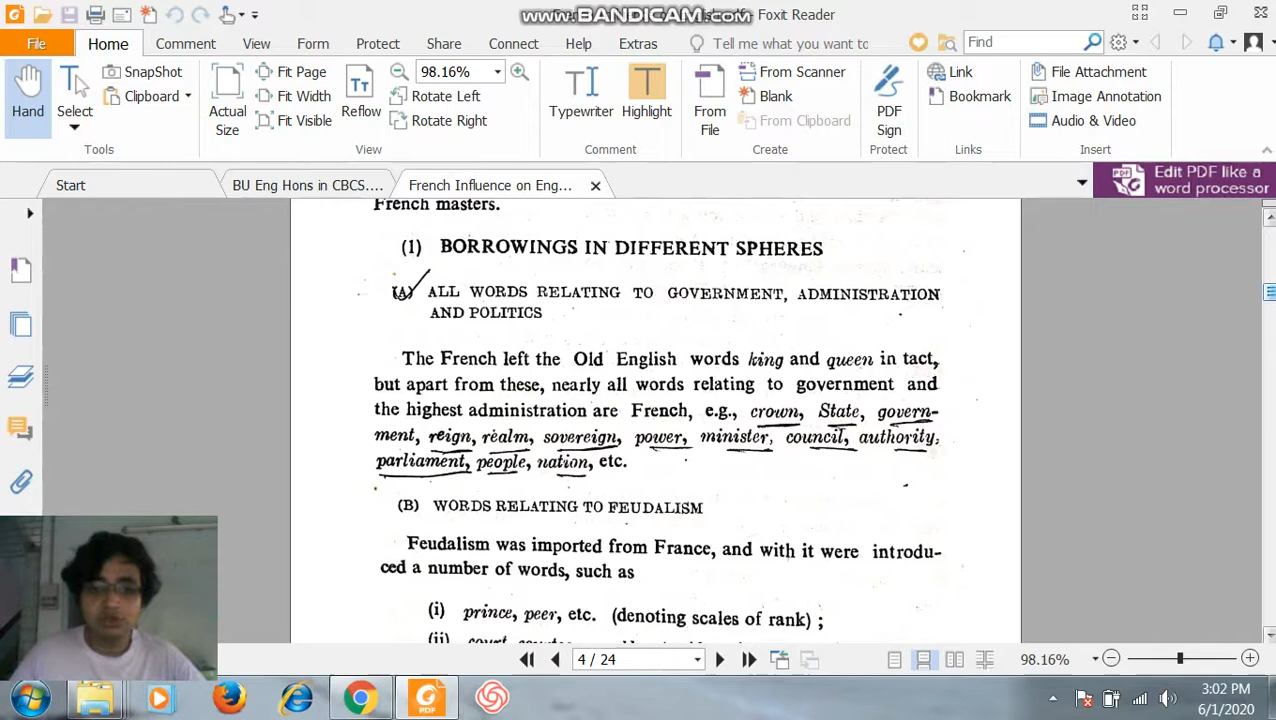 www.BANDICAM.com
Foxit Reader
File
Home
Comment
View
Form
Protect
Share
Connect
Help
Extras
Tell me what you want to
Find
Hand
Select
SnapShot
Clipboard
Actual
Size
Fit Page
Fit Width
Fit Visible
Reflow
98.16%
Rotate Left
Rotate Right
Typewriter
Highlight
From
File
From Scanner
Blank
From Clipboard
PDF
Sign
Link
Bookmark
File Attachment
Image Annotation
Audio & Video
Tools
View
Comment
Create
Protect
Links
Insert
Start
BU Eng Hons in CBCS....
French Influence on Eng...
Edit PDF like a
word processor
French masters.
(1) BORROWINGS IN DIFFERENT SPHERES
(A) ALL WORDS RELATING TO GOVERNMENT, ADMINISTRATION
AND POLITICS
The French left the Old English words king and queen in tact,
but apart from these, nearly all words relating to government and
the highest administration are French, e.g., crown, State, govern-
ment, reign, realm, sovereign, power, minister, council, authority,
parliament, people, nation, etc.
(B) WORDS RELATING TO FEUDALISM
Feudalism was imported from France, and with it were introdu-
ced a number of words, such as
(i) prince, peer, etc. (denoting scales of rank) ;
(ii) court,
4 / 24
98.16%
3:02 PM
6/1/2020